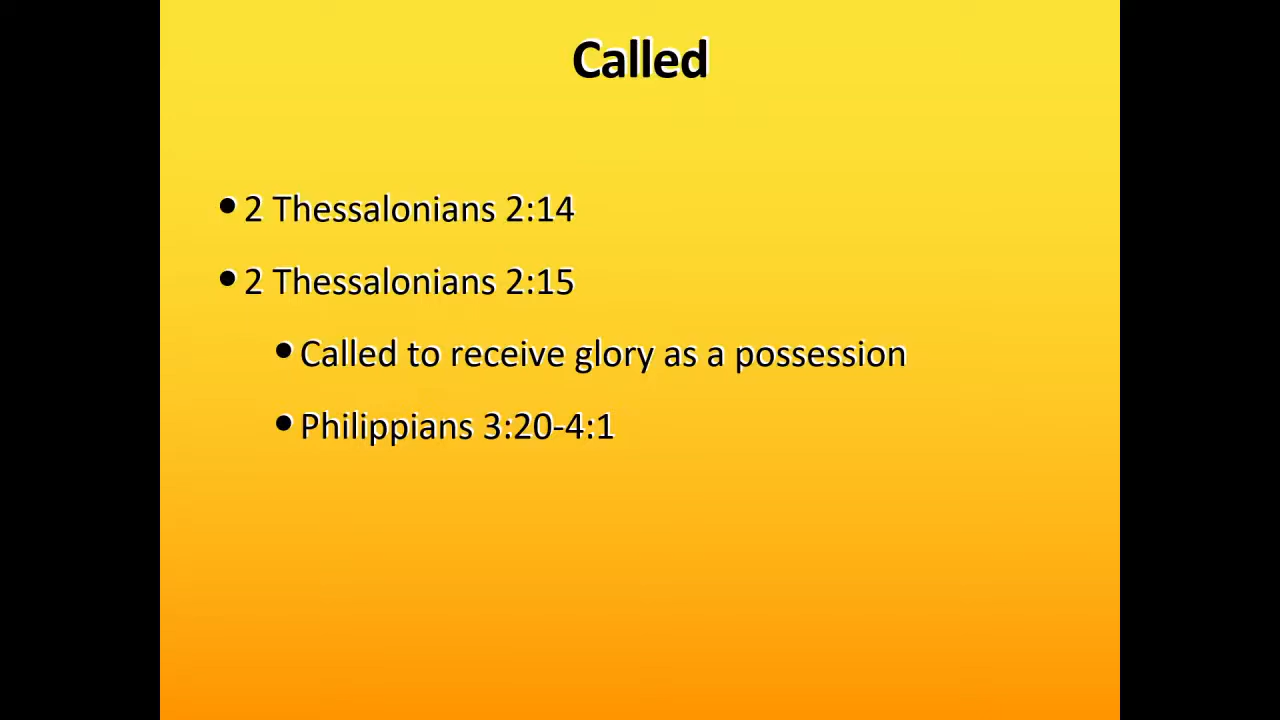 Called
• 2 Thessalonians 2:14
• 2 Thessalonians 2:15
• Called to receive glory as a possession
• Philippians 3:20-4:1